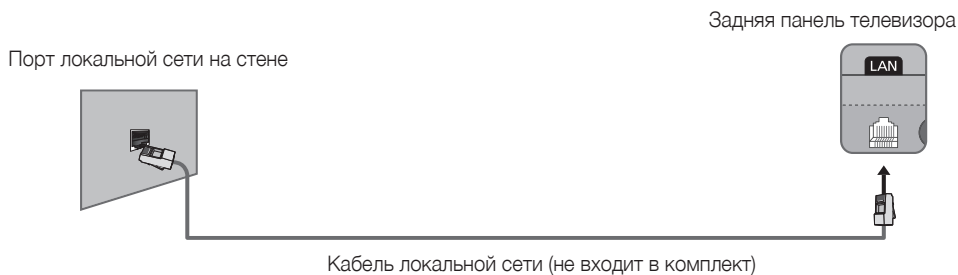 Задняя панель телевизора
Порт локальной сети на стене
LAN
Кабель локальной сети (не входит в комплект)